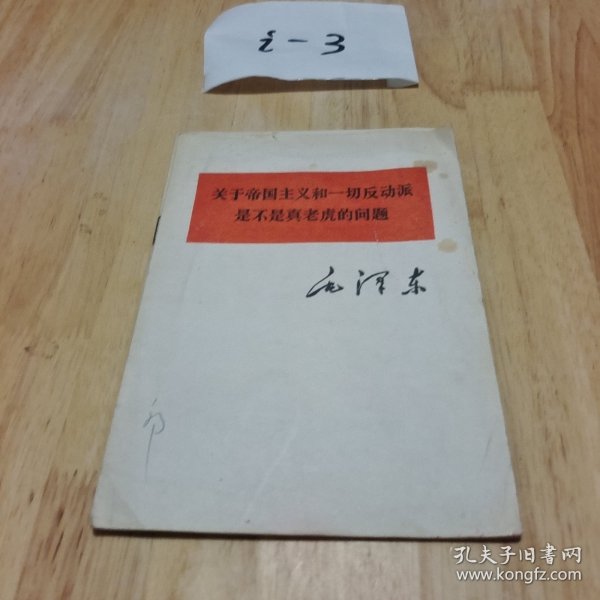 i-3
关于帝国主义和一切反动派
是不是真老虎的问题
毛泽东
孔夫子旧书网
www.kongfz.com